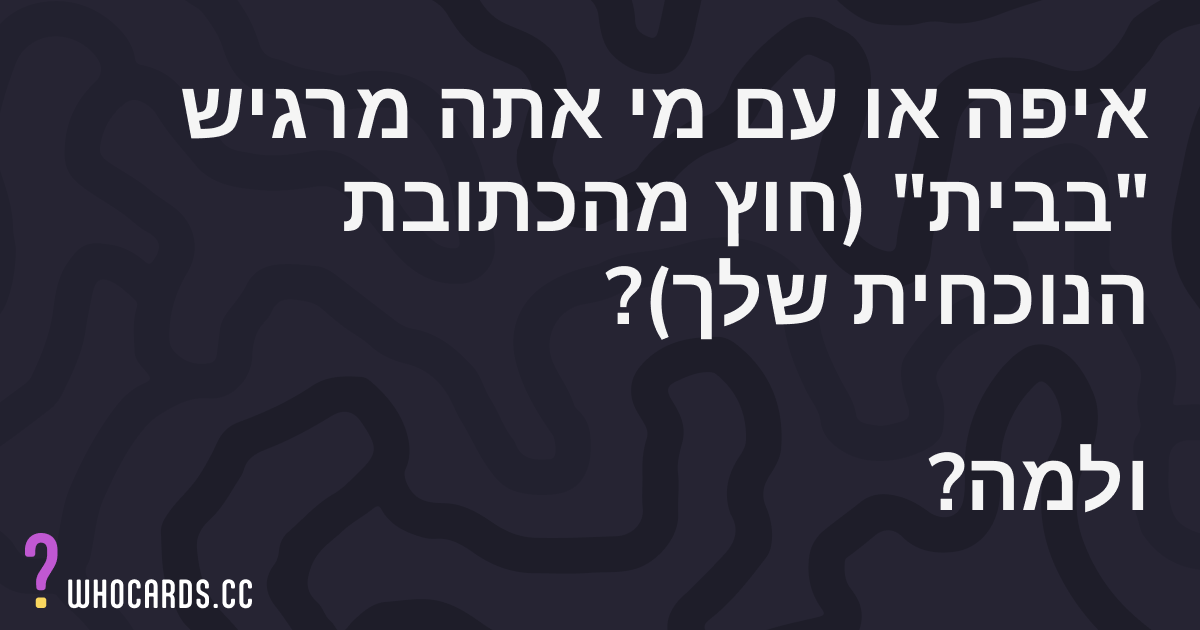 איפה או עם מי אתה מרגיש
"בבית" (חוץ מהכתובת
הנוכחית שלך)?
ולמה?
WHOCARDS.CC